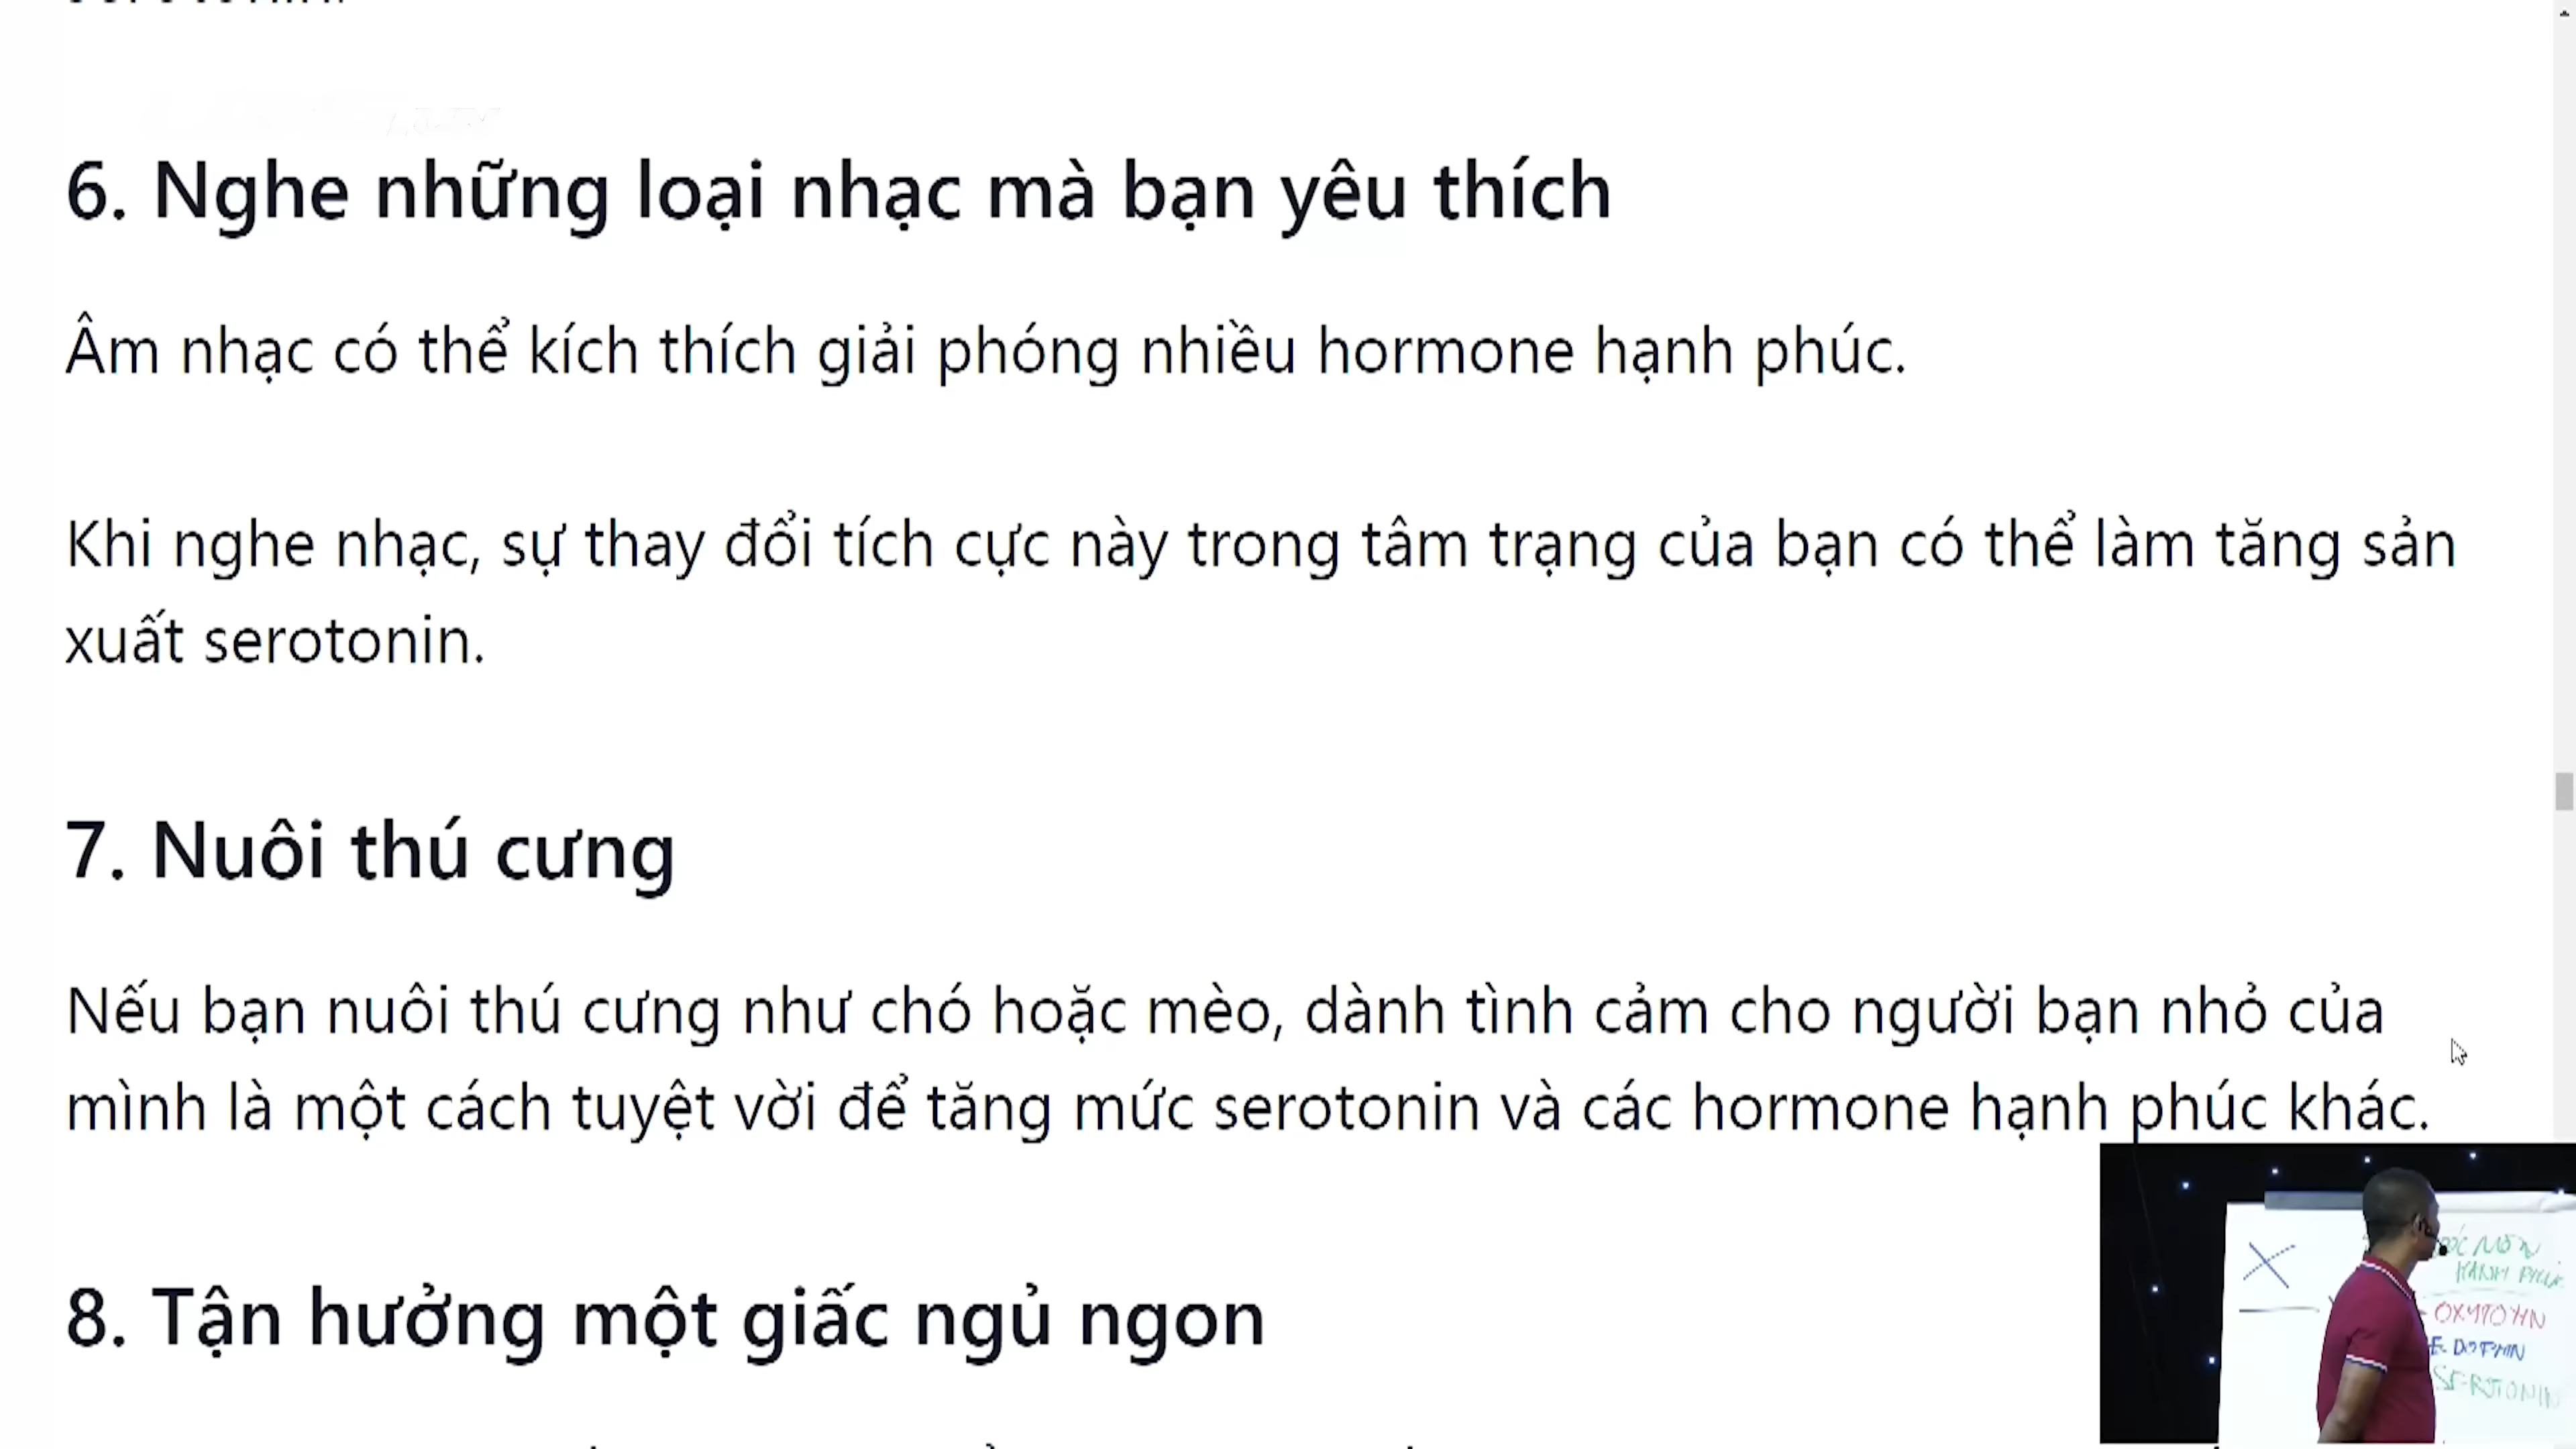 6. Nghe những loại nhạc mà bạn yêu thích
Âm nhạc có thể kích thích giải phóng nhiều hormone hạnh phúc.
Khi nghe nhạc, sự thay đổi tích cực này trong tâm trạng của bạn có thể làm tăng sản
xuất serotonin.
7. Nuôi thú cưng
Nếu bạn nuôi thú cưng như chó hoặc mèo, dành tình cảm cho người bạn nhỏ của
mình là một cách tuyệt vời để tăng mức serotonin và các hormone hạnh phúc khác.
8. Tận hưởng một giấc ngủ ngon
X
SEROTONIN